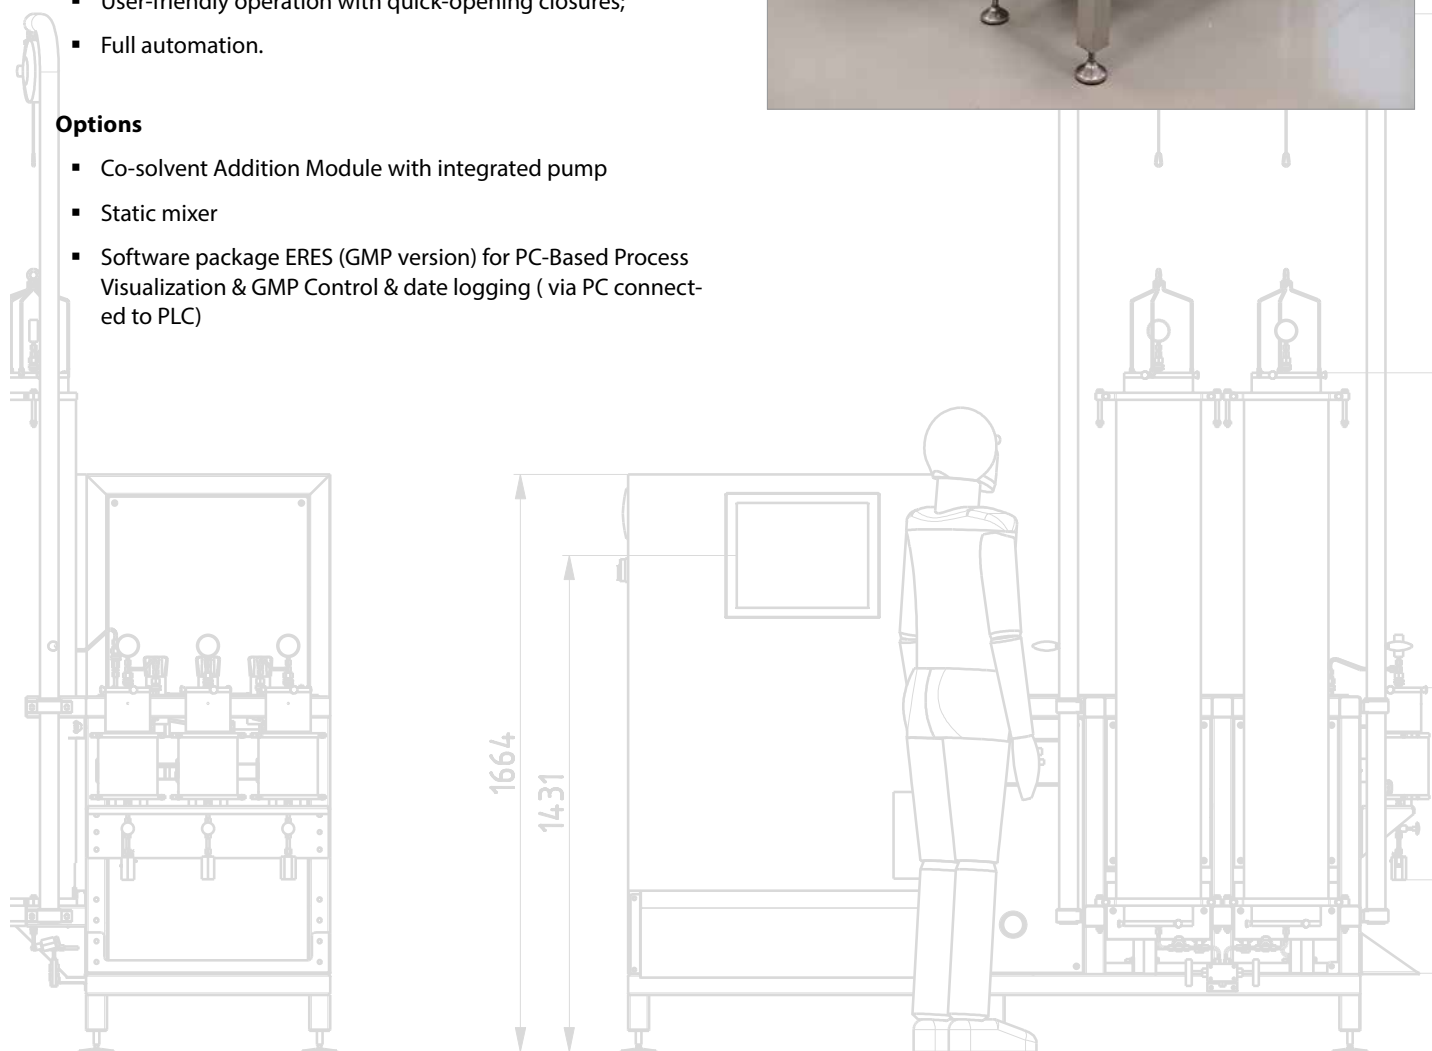 ▪ User-friendly operation with quick-opening closures;
▪ Full automation.
Options
▪ Co-solvent Addition Module with integrated pump
▪ Static mixer
▪ Software package ERES (GMP version) for PC-Based Process
Visualization & GMP Control & date logging ( via PC connect-
ed to PLC)
1664
1431